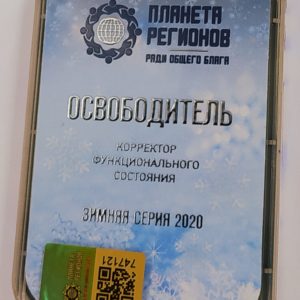 ПЛАНЕТА
РЕГИОНОВ
РАДИ ОБЩЕГО БЛАГА
ОСВОБОДИТЕЛЬ
КОРРЕКТОР
ФУНКЦИОНАЛЬНОГО
СОСТОЯНИЯ
ЗИМНЯЯ СЕРИЯ 2020
747121